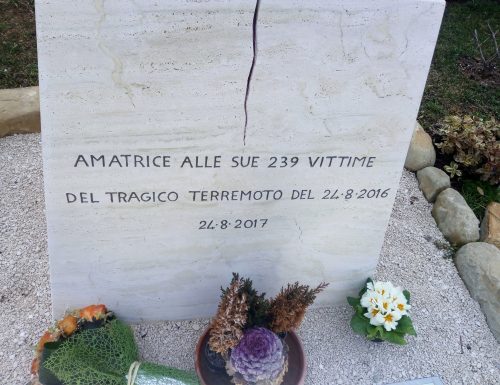 AMATRICE ALLE SUE 239 VITTIME
DEL TRAGICO TERREMOTO DEL 24·8·2016
24·8·2017